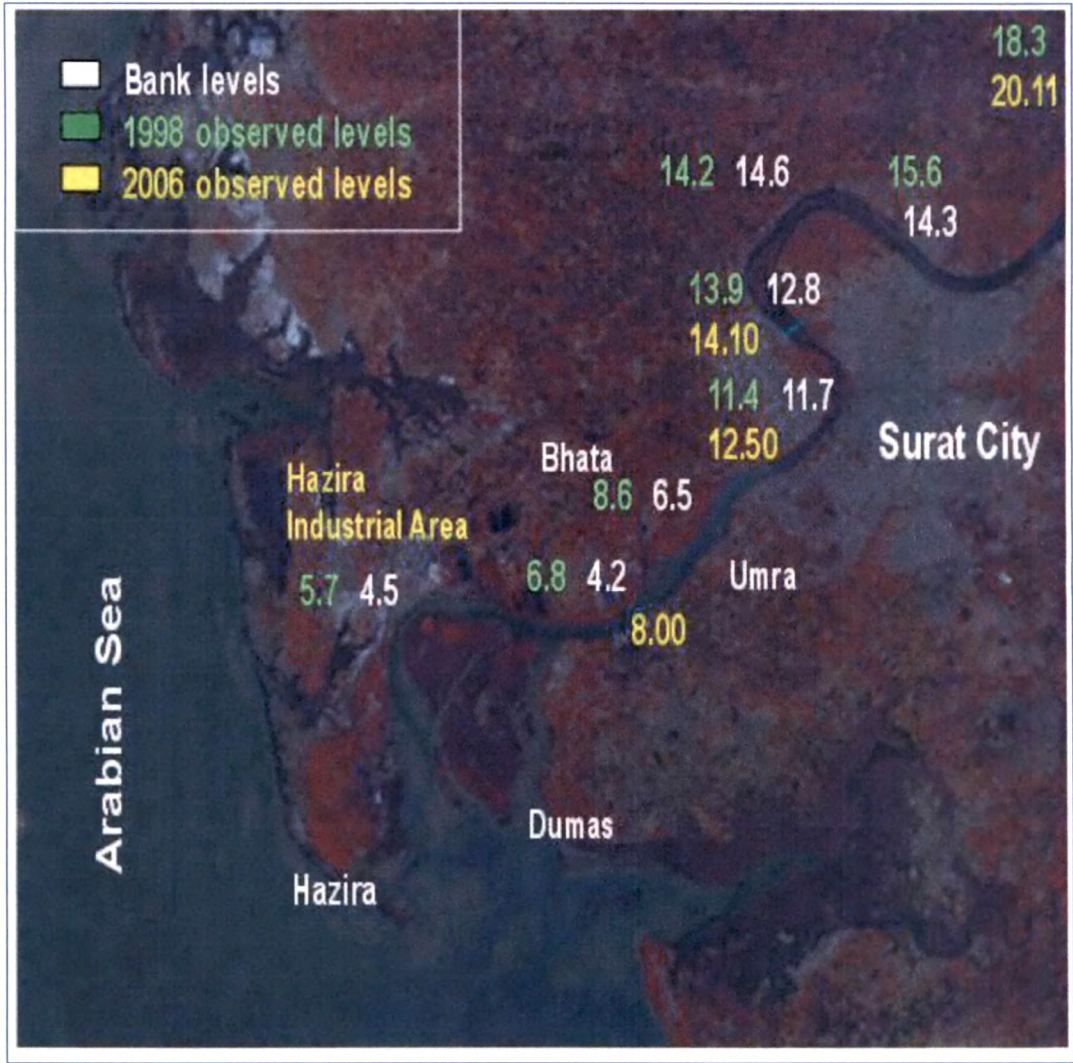 Bank levels
1998 observed levels
2006 observed levels
18.3
20.11
14.2 14.6
15.6
14.3
13.9 12.8
14.10
11.4 11.7
12.50
Surat City
Bhata
8.6 6.5
Hazira
Industrial Area
5.7 4.5
6.8 4.2
Umra
8.00
Arabian Sea
Dumas
Hazira